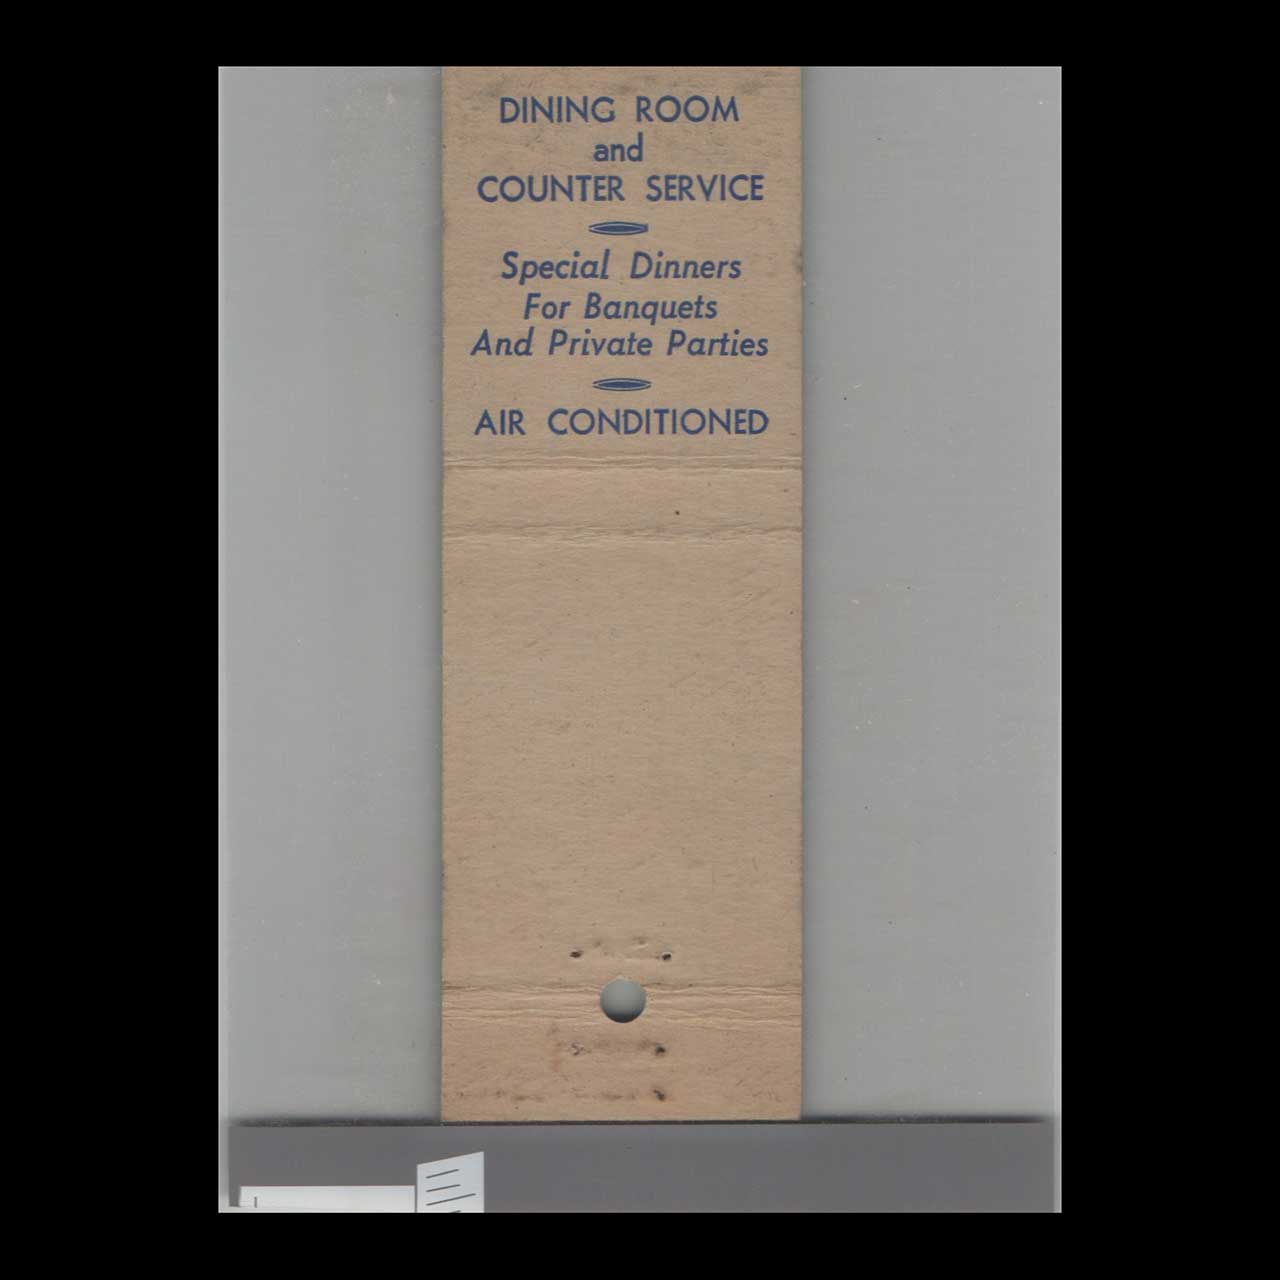 DINING ROOM
and
COUNTER SERVICE
Special Dinners
For Banquets
And Private Parties
AIR CONDITIONED